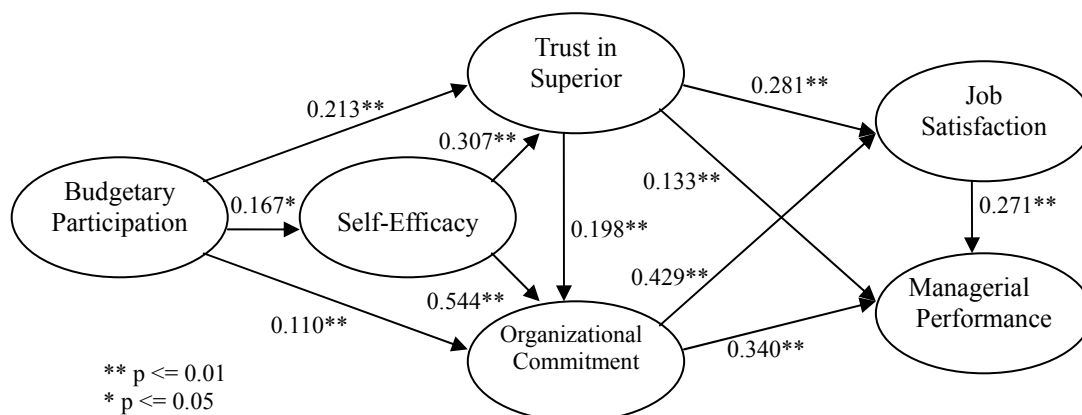 Trust in
Superior
0.281**
Job
Satisfaction
0.213**
0.307**
Budgetary
Participation
0.167*
Self-Efficacy
0.133**
0.198**
0.271**
0.544**
0.429**
Managerial
Performance
0.110**
Organizational
Commitment
0.340**
** p <= 0.01
* p <= 0.05